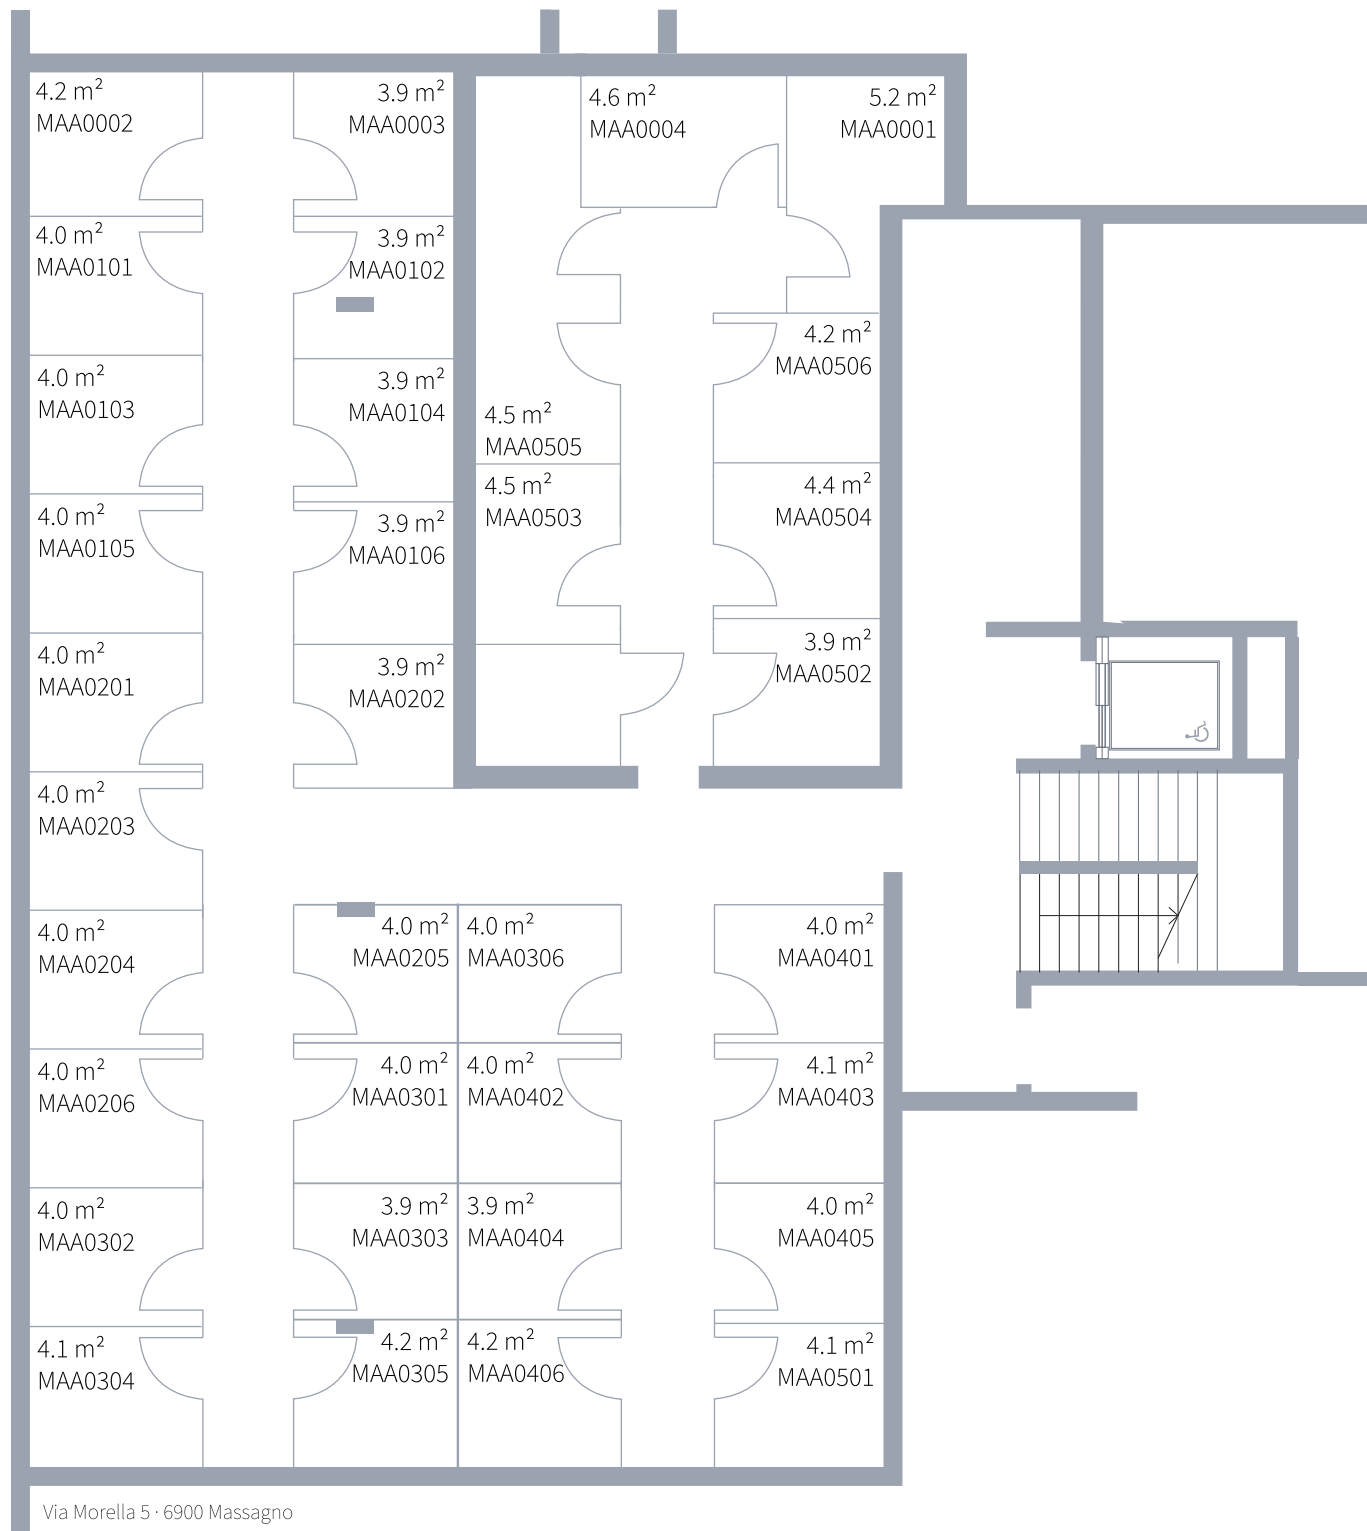 4.2 m²
MAA0002
3.9 m²
MAA0003
4.6 m²
MAA0004
5.2 m²
MAA0001
4.0 m²
MAA0101
3.9 m²
MAA0102
4.2 m²
MAA0506
4.0 m²
MAA0103
3.9 m²
MAA0104
4.5 m²
MAA0505
4.5 m²
MAA0503
4.4 m²
MAA0504
4.0 m²
MAA0105
3.9 m²
MAA0106
4.0 m²
MAA0201
3.9 m²
MAA0202
3.9 m²
MAA0502
4.0 m²
MAA0203
4.0 m²
MAA0204
4.0 m²
MAA0205
4.0 m²
MAA0306
4.0 m²
MAA0401
4.0 m²
MAA0206
4.0 m²
MAA0301
4.0 m²
MAA0402
4.1 m²
MAA0403
4.0 m²
MAA0302
3.9 m²
MAA0303
3.9 m²
MAA0404
4.0 m²
MAA0405
4.1 m²
MAA0304
4.2 m²
MAA0305
4.2 m²
MAA0406
4.1 m²
MAA0501
Via Morella 5 · 6900 Massagno